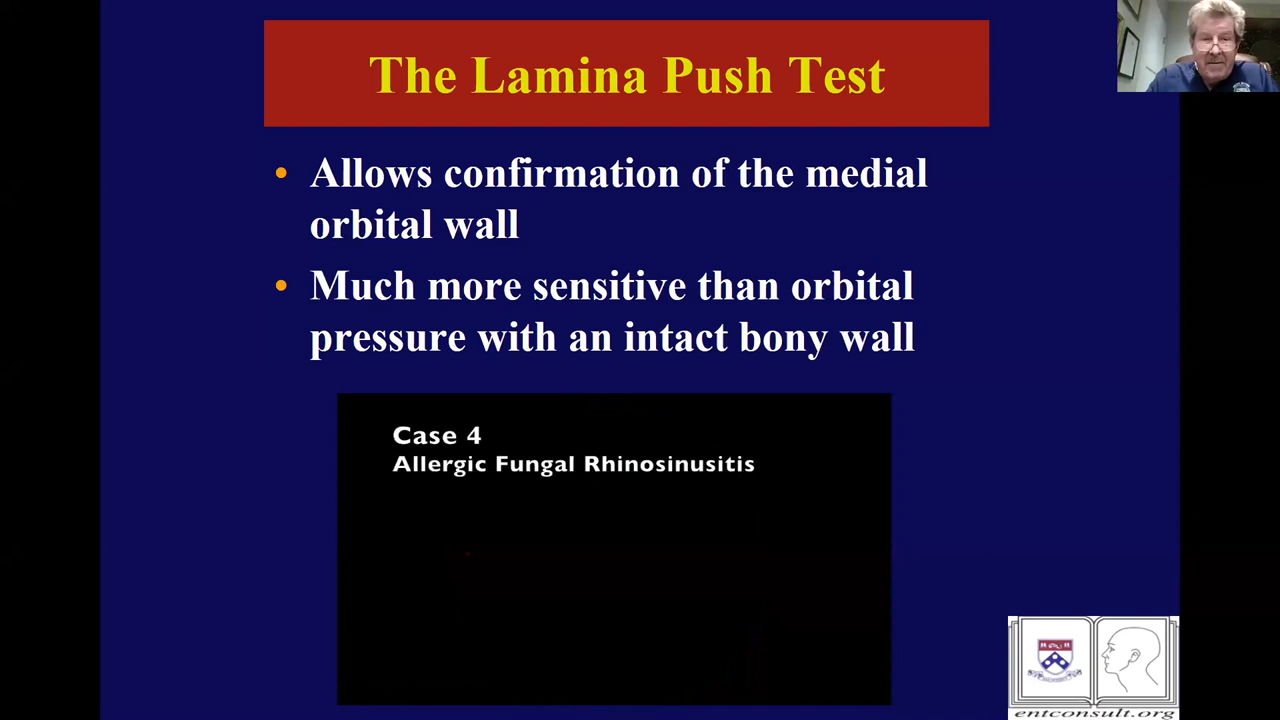 The Lamina Push Test
• Allows confirmation of the medial
orbital wall
• Much more sensitive than orbital
pressure with an intact bony wall
Case 4
Allergic Fungal Rhinosinusitis
entconsult.org